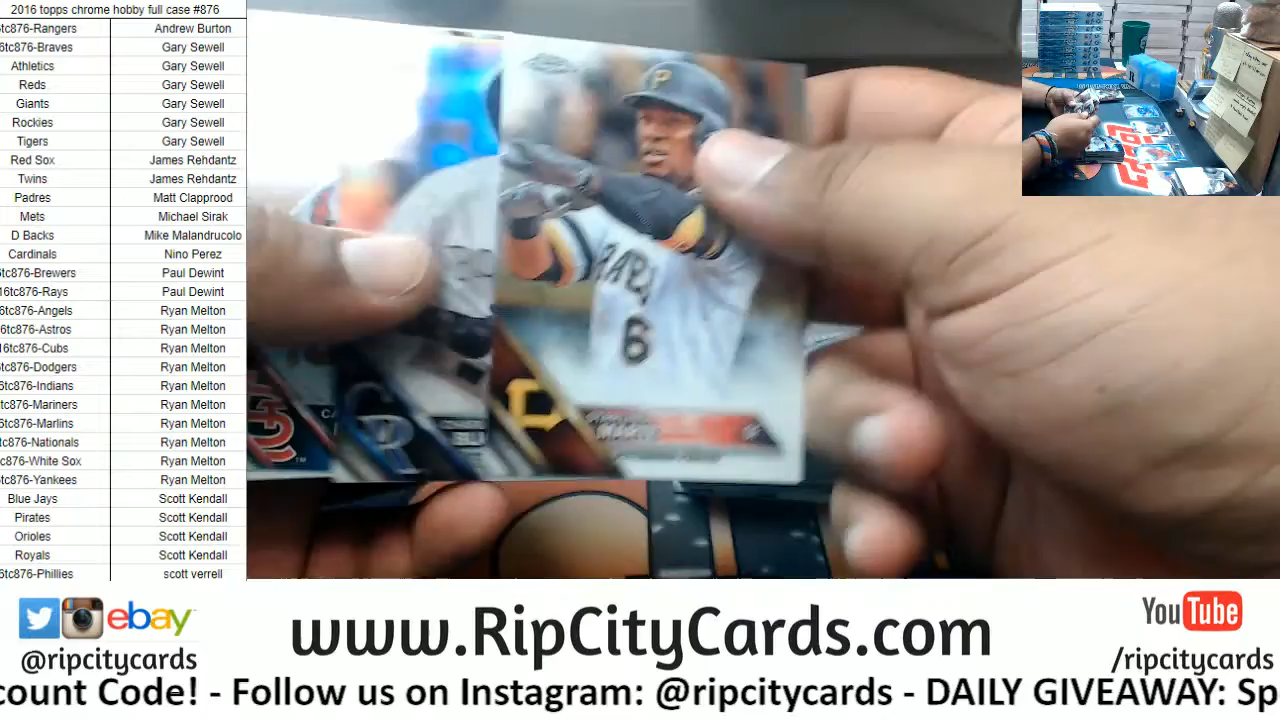 2016 topps chrome hobby full case #876
tc876-Rangers Andrew Burton
6tc876-Braves Gary Sewell
Athletics Gary Sewell
Reds Gary Sewell
Giants Gary Sewell
Rockies Gary Sewell
Tigers Gary Sewell
Red Sox James Rehdantz
Twins James Rehdantz
Padres Matt Clapprood
Mets Michael Sirak
D Backs Mike Malandrucolo
Cardinals Nino Perez
6tc876-Brewers Paul Dewint
16tc876-Rays Paul Dewint
6tc876-Angels Ryan Melton
6tc876-Astros Ryan Melton
16tc876-Cubs Ryan Melton
6tc876-Dodgers Ryan Melton
6tc876-Indians Ryan Melton
tc876-Mariners Ryan Melton
6tc876-Marlins Ryan Melton
tc876-Nationals Ryan Melton
c876-White Sox Ryan Melton
tc876-Yankees Ryan Melton
Blue Jays Scott Kendall
Pirates Scott Kendall
Orioles Scott Kendall
Royals Scott Kendall
6tc876-Phillies scott verrell
P
6
P
ebay
@ripcitycards
www.RipCityCards.com
YouTube
/ripcitycards
count Code! - Follow us on Instagram: @ripcitycards - DAILY GIVEAWAY: Sp